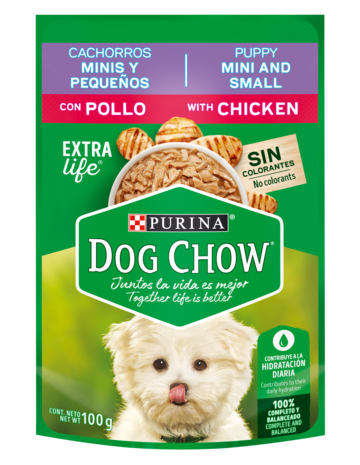 CACHORROS
MINIS Y
PEQUEÑOS
PUPPY
MINI AND
SMALL
CON POLLO
WITH CHICKEN
EXTRA
life®
SIN
COLORANTES
No colorants
PURINA®
DOG CHOW®
Juntos la vida es mejor
Together life is better
CONTRIBUYE A LA
HIDRATACIÓN
DIARIA
Contributes to their
daily hydration
100%
COMPLETO Y
BALANCEADO
COMPLETE AND
BALANCED
CONT. NETO
NET WT 100g